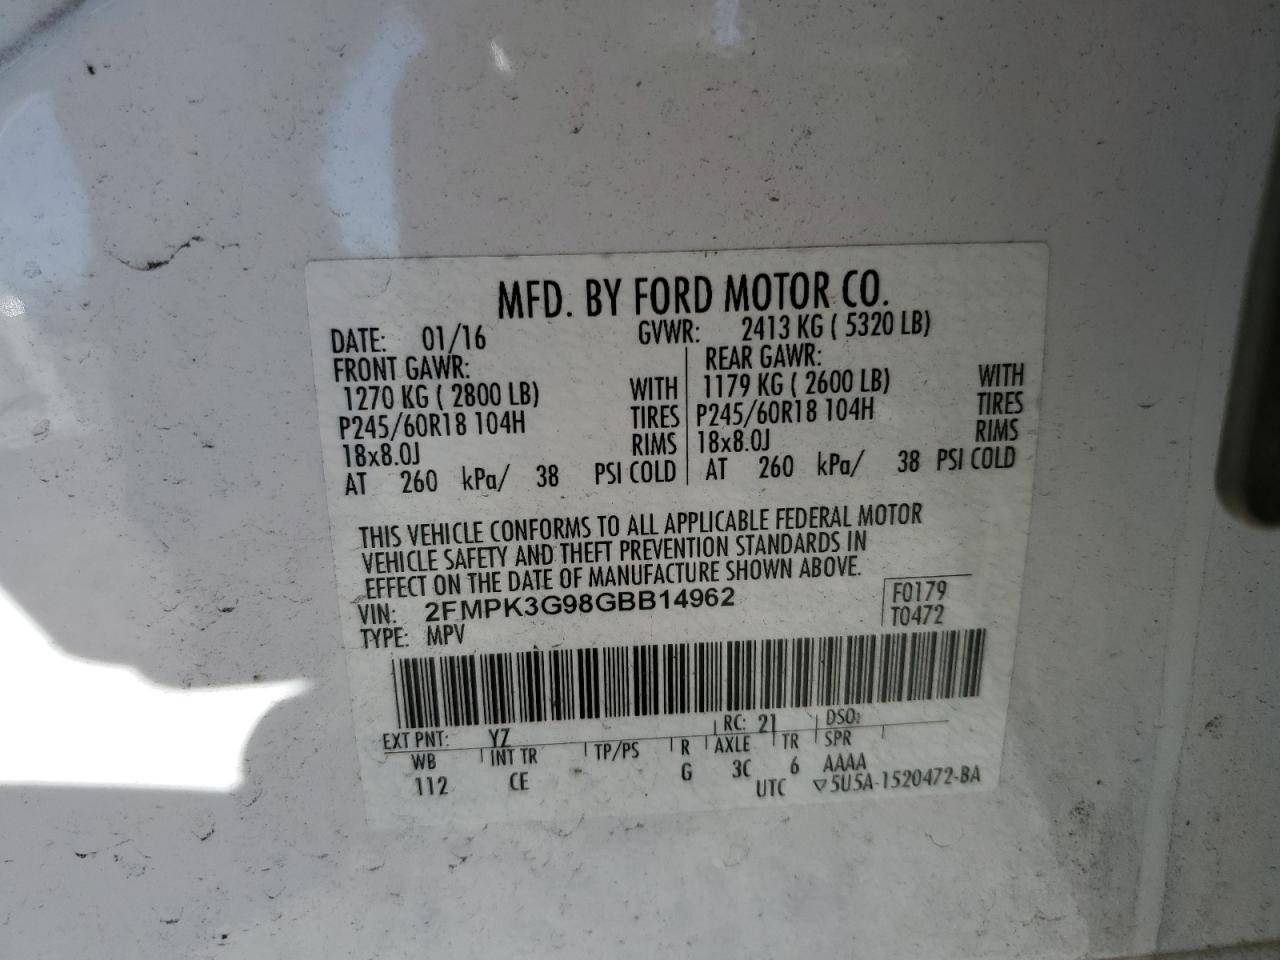 MFD. BY FORD MOTOR CO.
DATE: 01/16 GVWR: 2413 KG ( 5320 LB)
FRONT GAWR: REAR GAWR:
1270 KG ( 2800 LB) WITH 1179 KG ( 2600 LB) WITH
P245/60R18 104H TIRES P245/60R18 104H TIRES
18x8.0J RIMS 18x8.0J RIMS
AT 260 kPa/ 38 PSI COLD AT 260 kPa/ 38 PSI COLD
THIS VEHICLE CONFORMS TO ALL APPLICABLE FEDERAL MOTOR
VEHICLE SAFETY AND THEFT PREVENTION STANDARDS IN
EFFECT ON THE DATE OF MANUFACTURE SHOWN ABOVE.
VIN: 2FMPK3G98GBB14962 F0179
TYPE: MPV T0472
EXT PNT: YZ RC: 21 DSO:
WB INT TR TP/PS R AXLE TR SPR
112 CE G 3C 6 AAAA
UTC ▽5U5A-1520472-BA